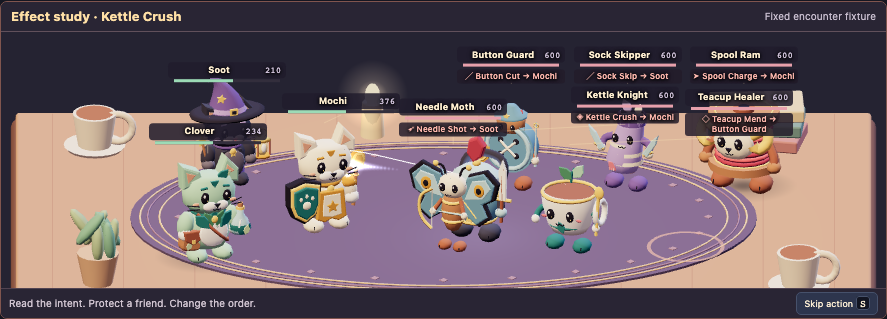 Effect study · Kettle Crush
Fixed encounter fixture
Button Guard 600
／ Button Cut → Mochi
Sock Skipper 600
／ Sock Skip → Soot
Spool Ram 600
➤ Spool Charge → Mochi
Soot 210
Mochi 376
Needle Moth 600
➶ Needle Shot → Soot
Kettle Knight 600
◈ Kettle Crush → Mochi
Teacup Healer 600
◇ Teacup Mend →
Button Guard
Clover 234
Read the intent. Protect a friend. Change the order.
Skip action S